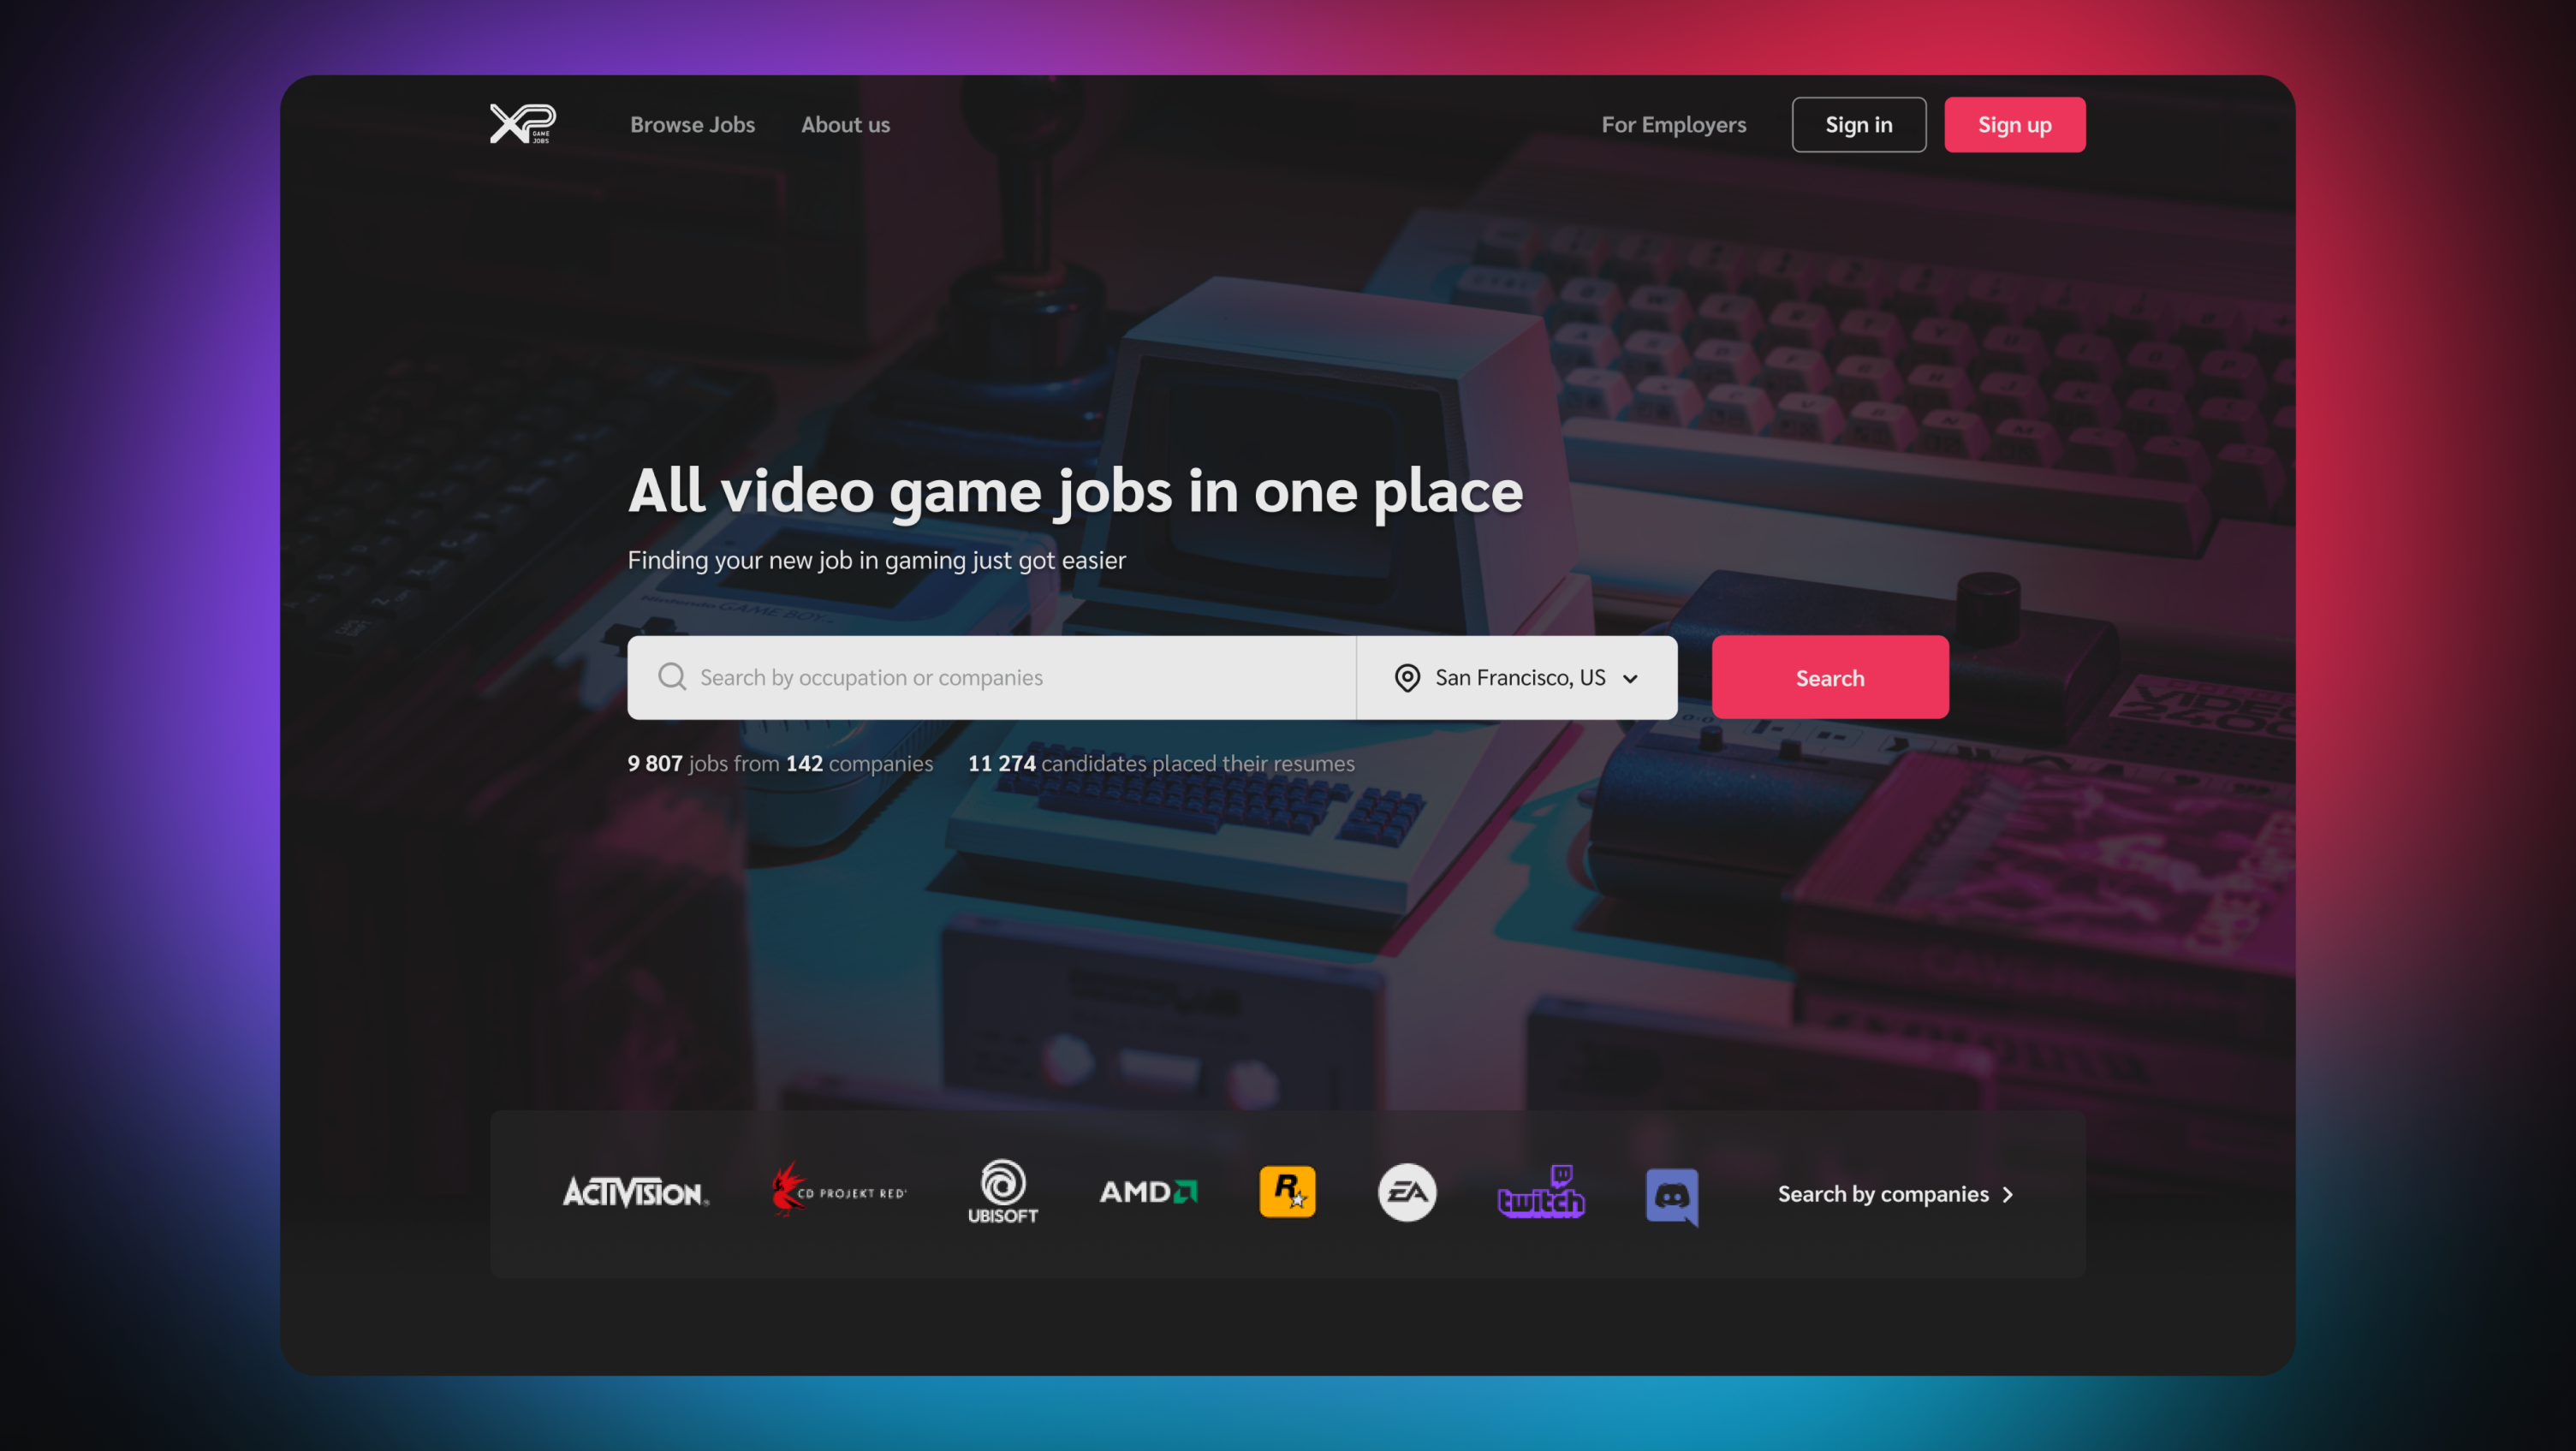 XP GAME JOBS
Browse Jobs
About us
For Employers
Sign in
Sign up
All video game jobs in one place
Finding your new job in gaming just got easier
Nintendo GAME BOY
Search by occupation or companies
San Francisco, US
Search
9 807 jobs from 142 companies
11 274 candidates placed their resumes
ACTIVISION
CD PROJEKT RED
UBISOFT
AMD
R
EA
twitch
Search by companies